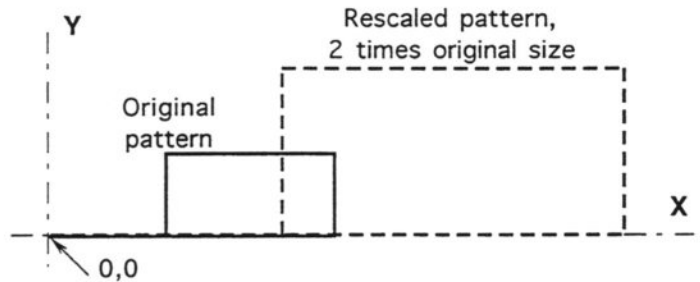 Y
Rescaled pattern,
2 times original size
Original
pattern
X
0,0